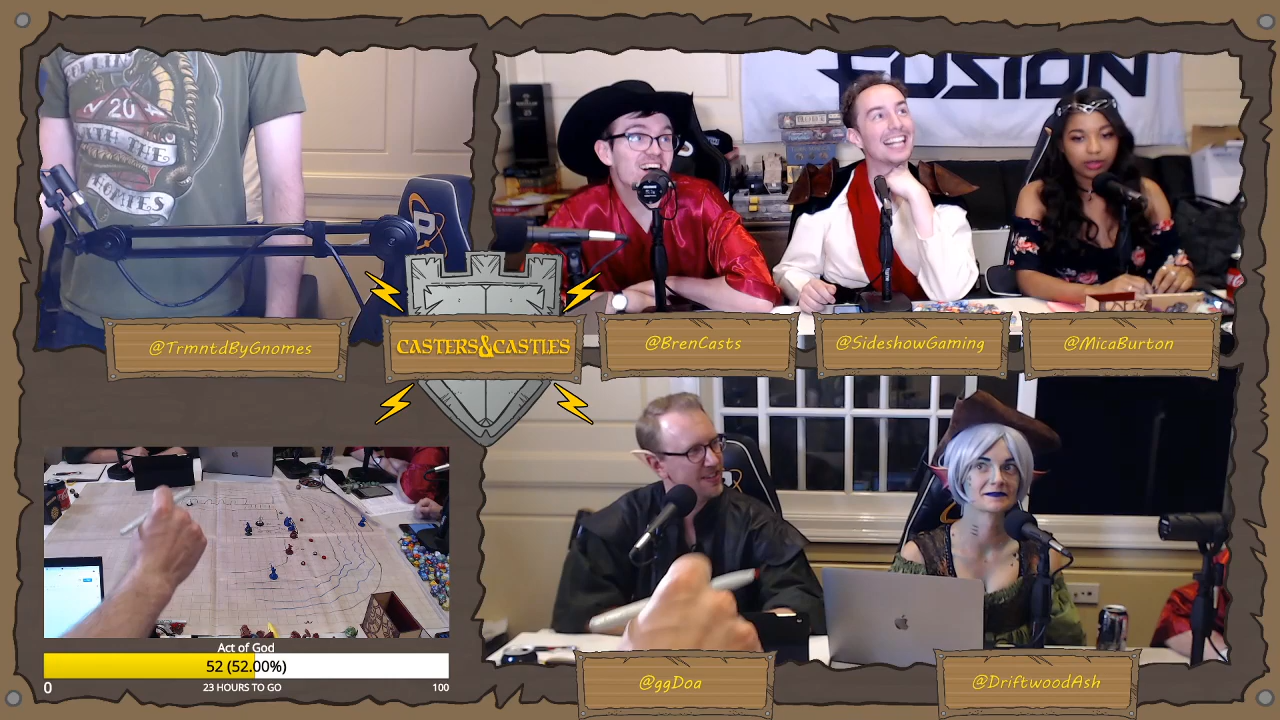 20
HOMIES
FUSION
@TrmntdByGnomes
CASTERS&CASTLES
@BrenCasts
@SideshowGaming
@MicaBurton
Act of God
52 (52.00%)
0
23 HOURS TO GO
100
@ggDoa
@DriftwoodAsh